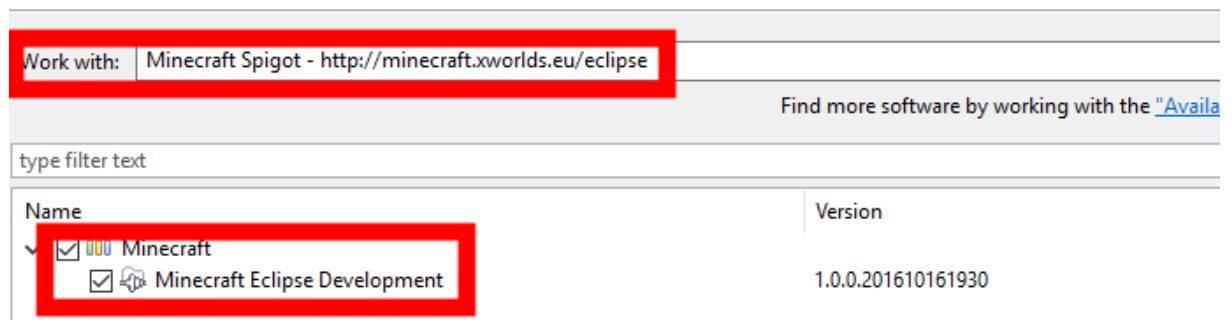 Work with: Minecraft Spigot - http://minecraft.xworlds.eu/eclipse
Find more software by working with the "Availa
type filter text
Name Version
Minecraft
Minecraft Eclipse Development 1.0.0.201610161930